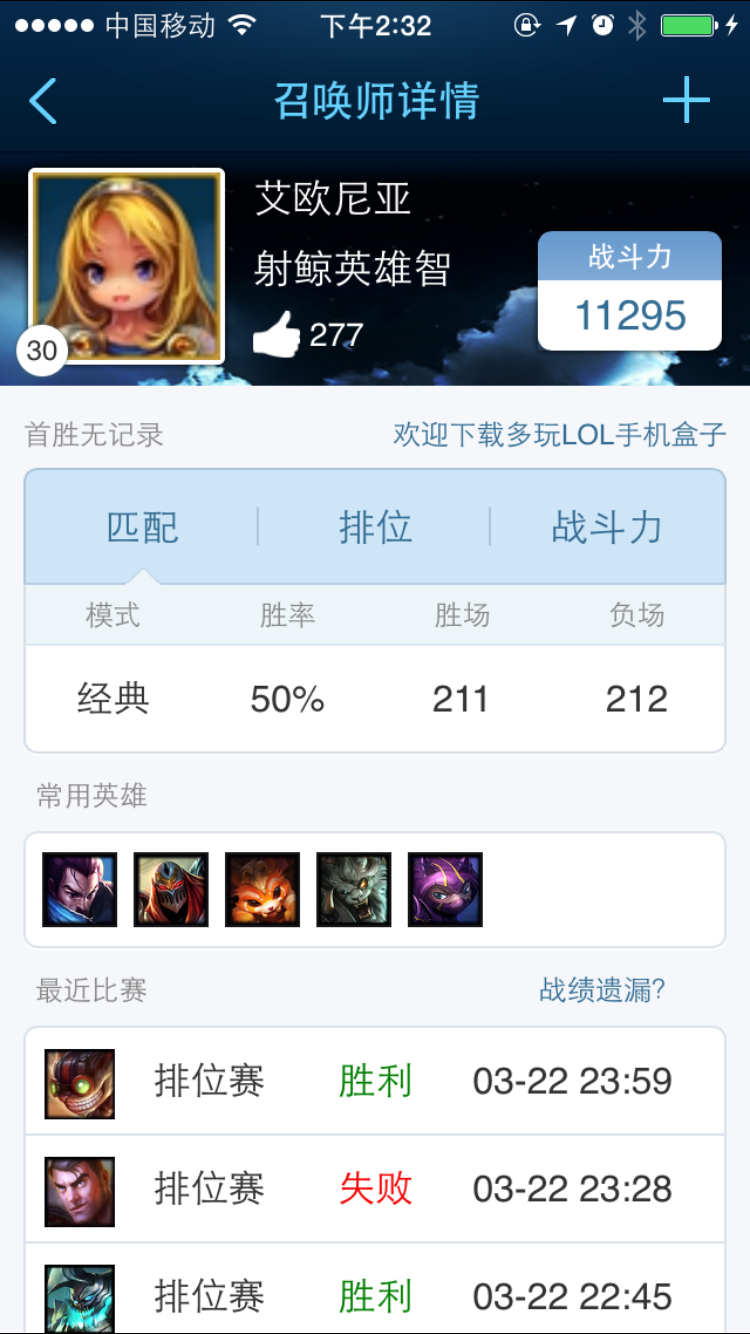 中国移动 下午2:32
召唤师详情
艾欧尼亚
射鲸英雄智
战斗力
11295
277
30
首胜无记录 欢迎下载多玩LOL手机盒子
匹配 排位 战斗力
模式 胜率 胜场 负场
经典 50% 211 212
常用英雄
最近比赛 战绩遗漏?
排位赛 胜利 03-22 23:59
排位赛 失败 03-22 23:28
排位赛 胜利 03-22 22:45